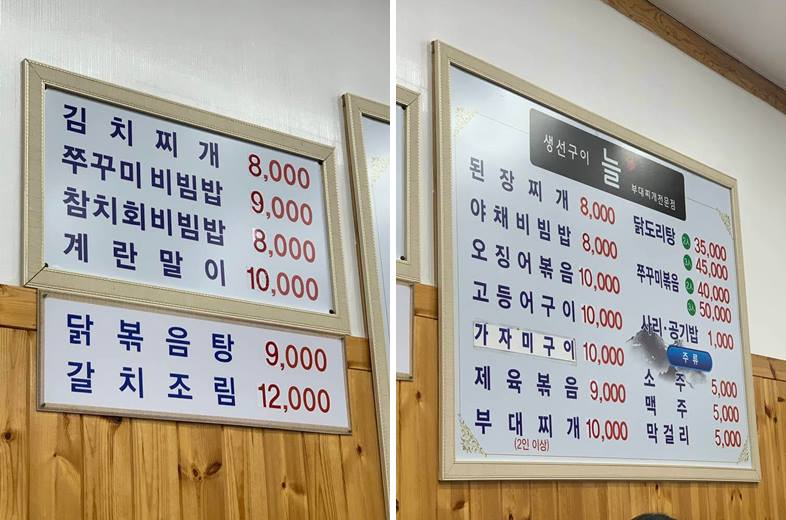 김치찌개 8,000
쭈꾸미비빔밥 9,000
참치회비빔밥 8,000
계란말이 10,000
닭볶음탕 9,000
갈치조림 12,000
생선구이 늘 부대찌개전문점
된장찌개 8,000
야채비빔밥 8,000
오징어볶음 10,000
고등어구이 10,000
가자미구이 10,000
제육볶음 9,000
부대찌개 10,000
(2인 이상)
닭도리탕 35,000
45,000
쭈꾸미볶음 40,000
50,000
사리·공기밥 1,000
주류
소주 5,000
맥주 5,000
막걸리 5,000